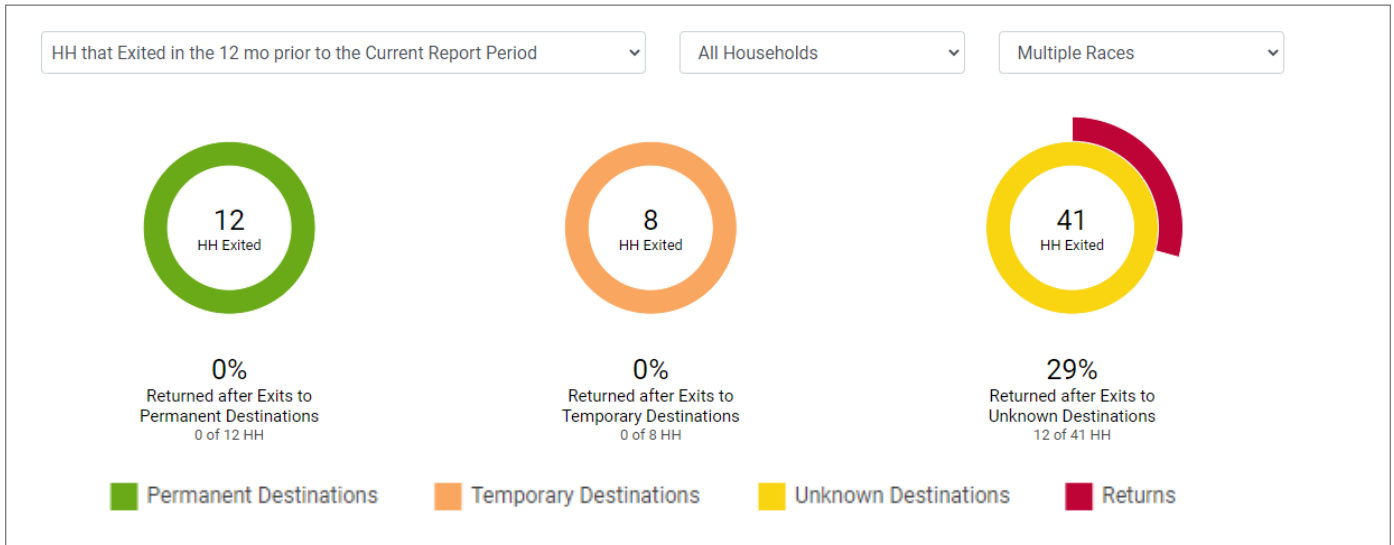 HH that Exited in the 12 mo prior to the Current Report Period
All Households
Multiple Races
12
HH Exited
8
HH Exited
41
HH Exited
0%
Returned after Exits to
Permanent Destinations
0 of 12 HH
0%
Returned after Exits to
Temporary Destinations
0 of 8 HH
29%
Returned after Exits to
Unknown Destinations
12 of 41 HH
Permanent Destinations
Temporary Destinations
Unknown Destinations
Returns